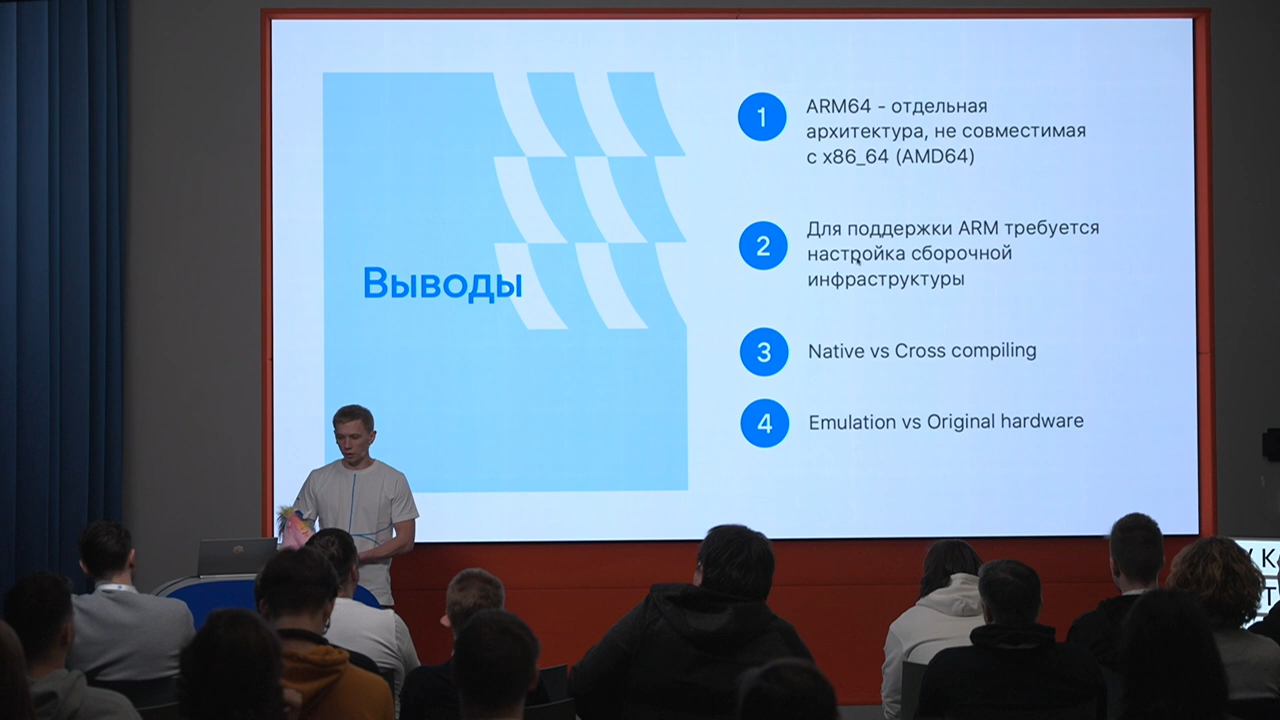 Выводы
1
ARM64 - отдельная
архитектура, не совместимая
с x86_64 (AMD64)
2
Для поддержки ARM требуется
настройка сборочной
инфраструктуры
3
Native vs Cross compiling
4
Emulation vs Original hardware